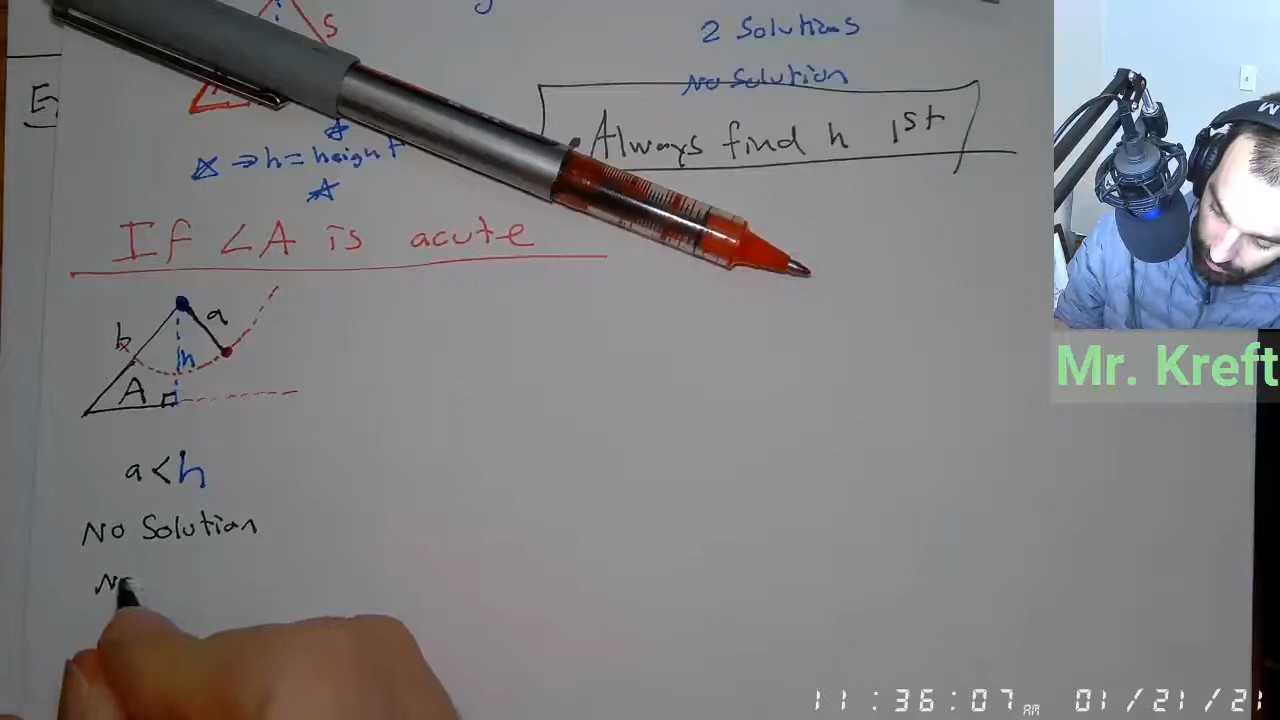 S
2 Solutions
No Solution
Always find h 1st
⇒ h = height
If ∠A is acute
b a
h
A
a < h
No Solution
No
Mr. Kreft
11:36:07 AM 01/21/21